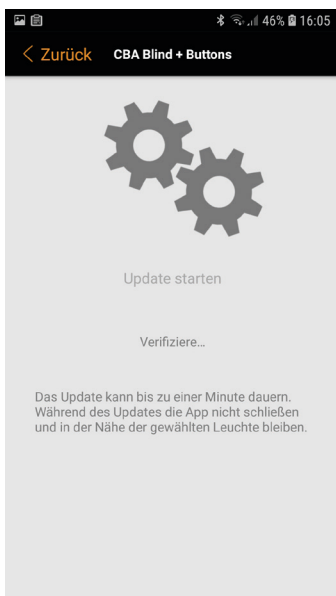 46% 16:05
Zurück CBA Blind + Buttons
Update starten
Verifiziere...
Das Update kann bis zu einer Minute dauern.
Während des Updates die App nicht schließen
und in der Nähe der gewählten Leuchte bleiben.